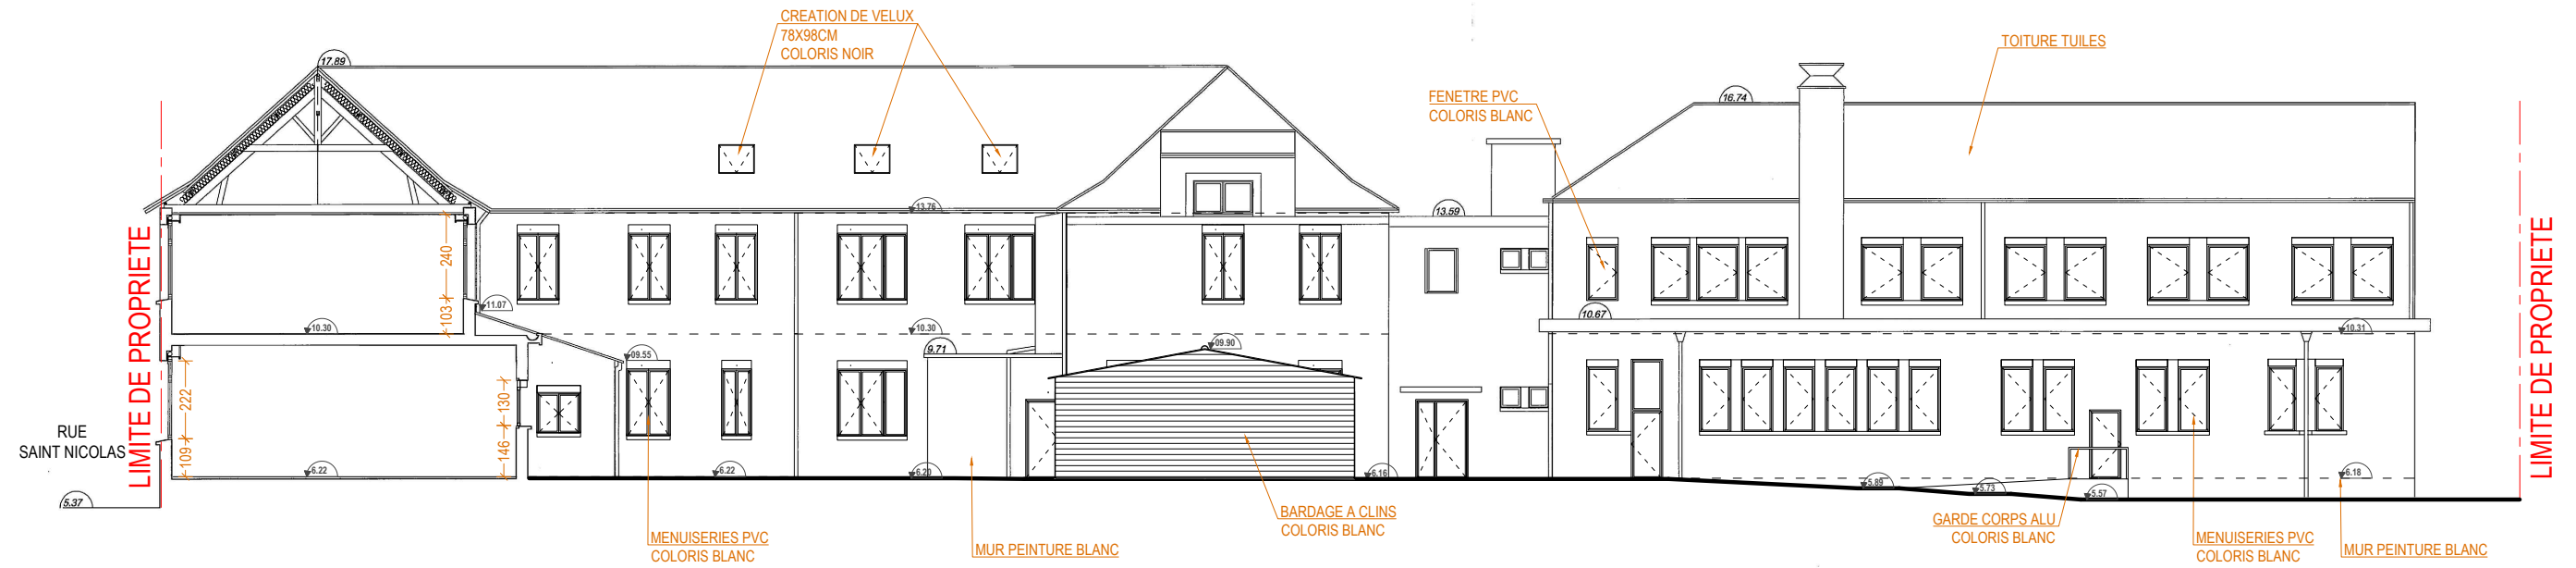 CREATION DE VELUX
78X98CM
COLORIS NOIR
TOITURE TUILES
17.89
FENETRE PVC
COLORIS BLANC
16.74
13.76
13.59
LIMITE DE PROPRIETE
240
103
11.07
10.30
10.30
10.67
10.31
LIMITE DE PROPRIETE
09.55
9.71
09.90
222
109
130
146
RUE
SAINT NICOLAS
6.22
6.22
6.20
6.16
5.89
5.73
5.57
6.18
5.37
BARDAGE A CLINS
COLORIS BLANC
GARDE CORPS ALU
COLORIS BLANC
MENUISERIES PVC
COLORIS BLANC
MUR PEINTURE BLANC
MENUISERIES PVC
COLORIS BLANC
MUR PEINTURE BLANC